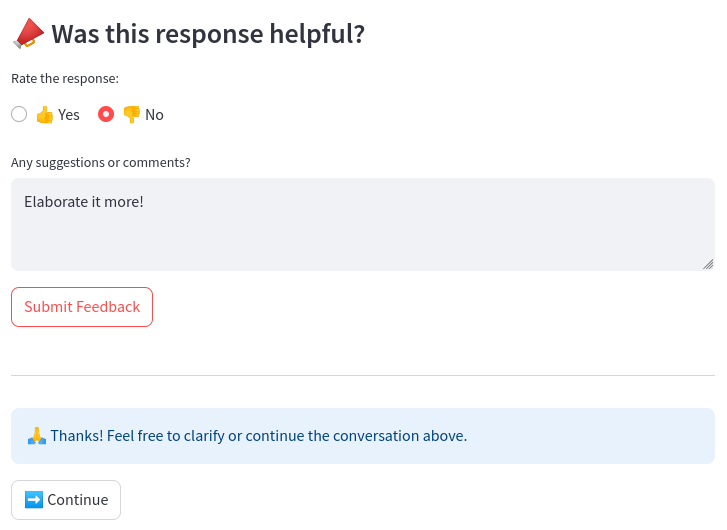 📣 Was this response helpful?
Rate the response:
👍 Yes 👎 No
Any suggestions or comments?
Elaborate it more!
Submit Feedback
🙏 Thanks! Feel free to clarify or continue the conversation above.
➡️ Continue